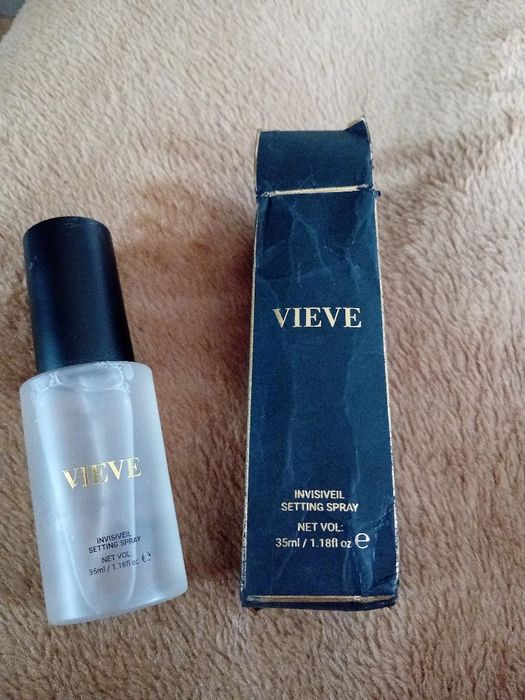 VIEVE
INVISIVEIL
SETTING SPRAY
NET VOL:
35ml / 1.18fl oz e
VIEVE
INVISIVEIL
SETTING SPRAY
NET VOL:
35ml / 1.18fl oz e